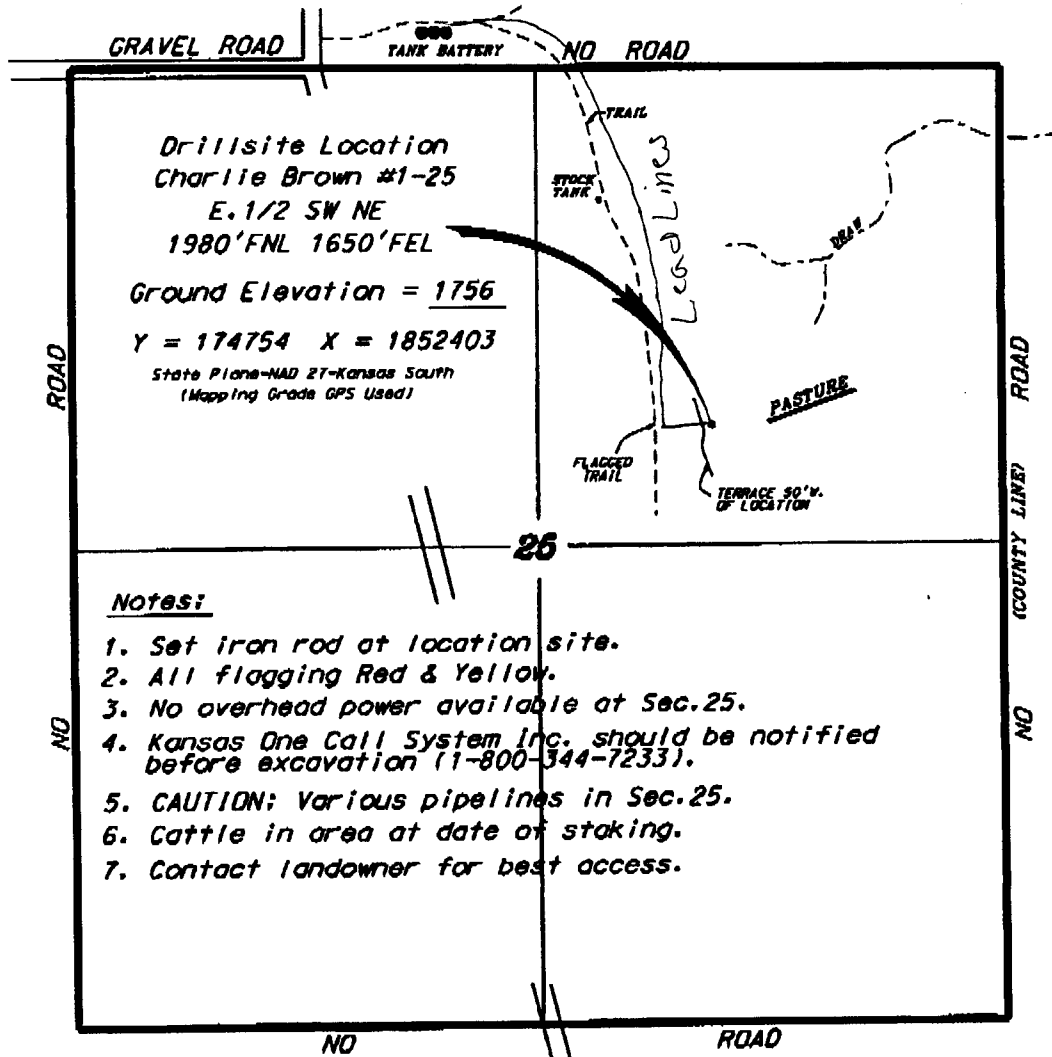 GRAVEL ROAD
TANK BATTERY
NO ROAD
TRAIL
STOCK
TANK
Lead Lines
DRAW
Drillsite Location
Charlie Brown #1-25
E.1/2 SW NE
1980'FNL 1650'FEL
Ground Elevation = 1756
Y = 174754 X = 1852403
State Plane-NAD 27-Kansas South
(Mapping Grade GPS Used)
PASTURE
FLAGGED
TRAIL
TERRACE 50'W.
OF LOCATION
NO ROAD
NO (COUNTY LINE) ROAD
25
Notes:
1. Set iron rod at location site.
2. All flagging Red & Yellow.
3. No overhead power available at Sec.25.
4. Kansas One Call System Inc. should be notified
before excavation (1-800-344-7233).
5. CAUTION: Various pipelines in Sec.25.
6. Cattle in area at date of staking.
7. Contact landowner for best access.
NO ROAD